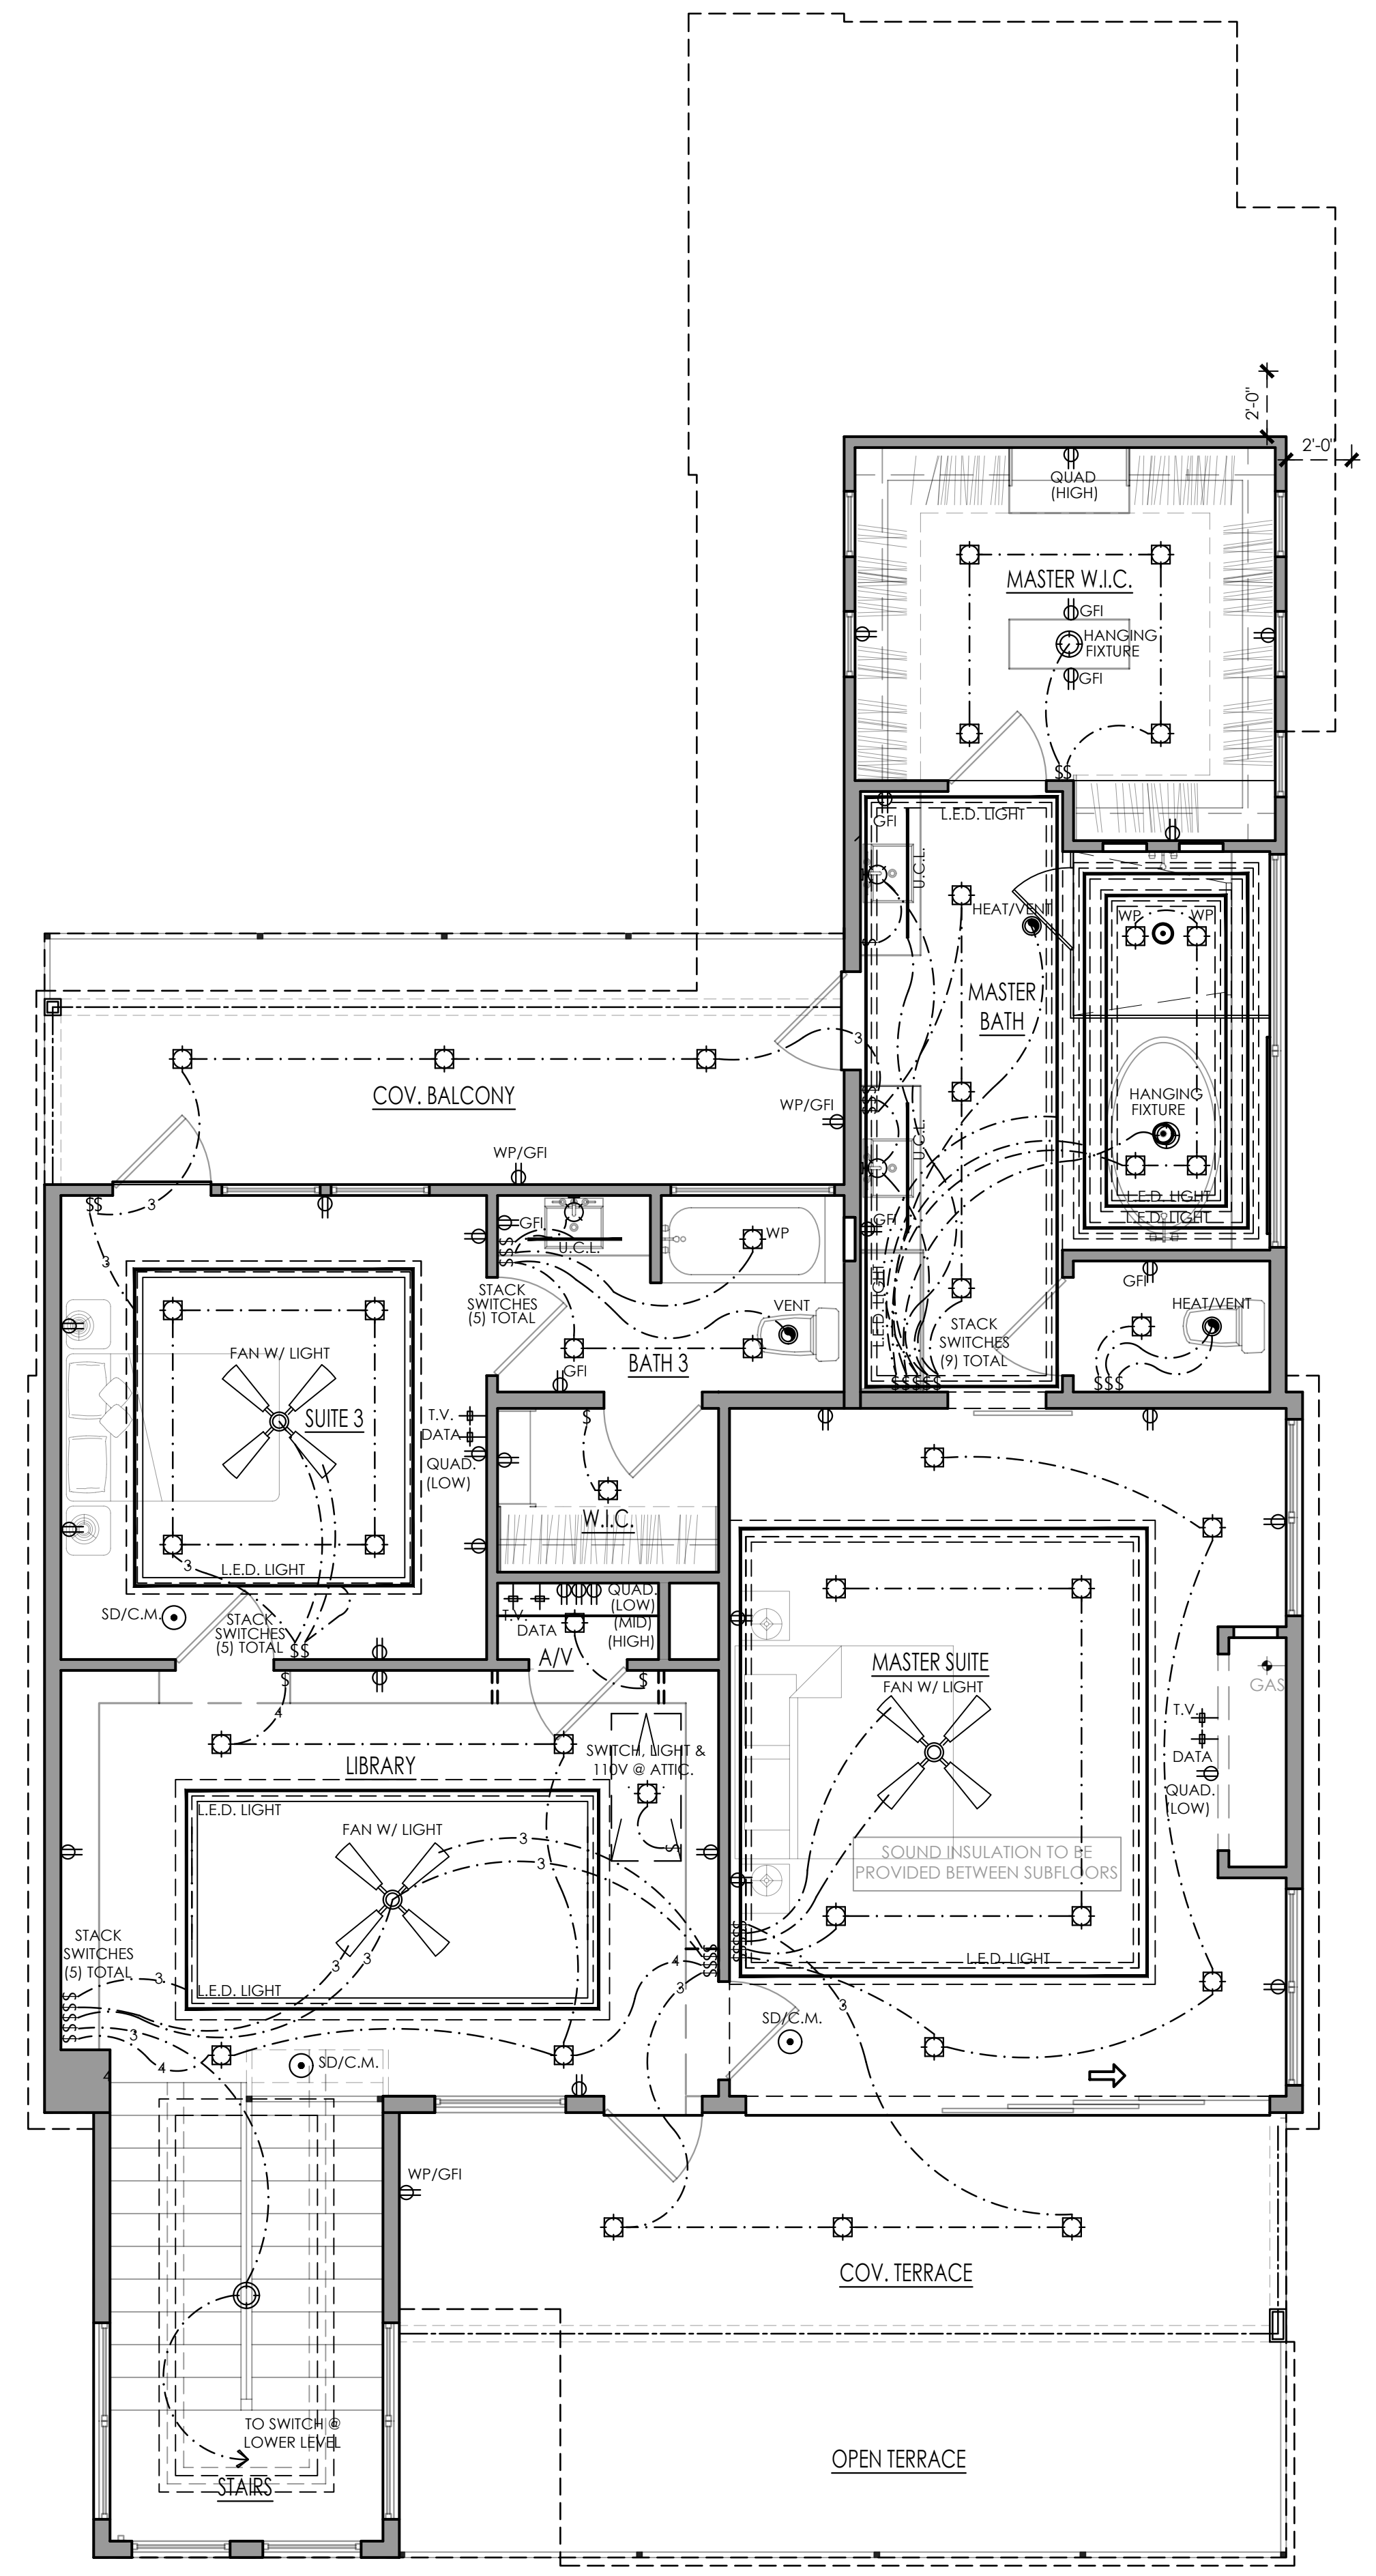 2'-0"
2'-0"
QUAD
(HIGH)
MASTER W.I.C.
GFI
HANGING
FIXTURE
GFI
$$
GFI
L.E.D. LIGHT
U.C.L.
HEAT/VENT
WP
WP
$
MASTER
BATH
3
COV. BALCONY
HANGING
FIXTURE
WP/GFI
U.C.L.
WP/GFI
L.E.D. LIGHT
L.E.D. LIGHT
$$
3
GFI
U.C.L.
WP
GFI
3
GFI
STACK
SWITCHES
(5) TOTAL
L.E.D. LIGHT
VENT
HEAT/VENT
STACK
SWITCHES
(9) TOTAL
FAN W/ LIGHT
BATH 3
GFI
$$$$$
$$$
SUITE 3
T.V.
DATA
QUAD.
(LOW)
$
W.I.C.
3
L.E.D. LIGHT
SD/C.M.
STACK
SWITCHES
(5) TOTAL
$$
T.V.
DATA
QUAD.
(LOW)
(MID)
(HIGH)
A/V
$
$
4
MASTER SUITE
FAN W/ LIGHT
GAS
T.V.
DATA
QUAD.
(LOW)
LIBRARY
SWITCH, LIGHT &
110V @ ATTIC.
L.E.D. LIGHT
FAN W/ LIGHT
3
3
$
SOUND INSULATION TO BE
PROVIDED BETWEEN SUBFLOORS
STACK
SWITCHES
(5) TOTAL
3
3
3
4
3
L.E.D. LIGHT
L.E.D. LIGHT
3
4
4
3
SD/C.M.
SD/C.M.
WP/GFI
COV. TERRACE
TO SWITCH @
LOWER LEVEL
STAIRS
OPEN TERRACE